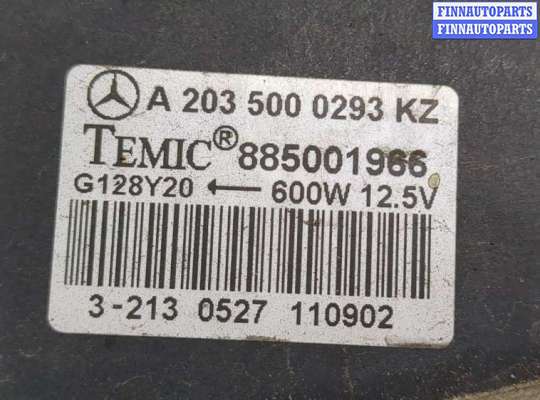 FINNAUTOPARTS
FINNAUTOPARTS
A 203 500 0293 KZ
TEMIC® 885001966
G128Y20 ← 600W 12.5V
3-213 0527 110902